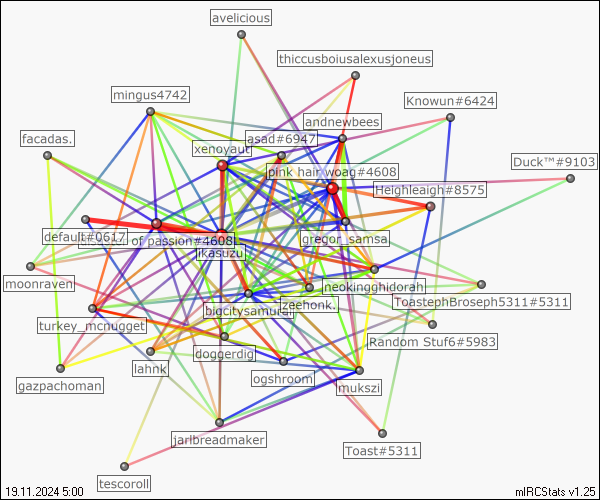 avelicious
thiccusboiusalexusjoneus
mingus4742
Knowun#6424
andnewbees
facadas.
asad#6947
xenoyaut
Duck™#9103
pink hair woag#4608
Heighleaigh#8575
default#0617
of passion#4608
gregor_samsa
jkasuzu
moonraven
neokingghidorah
ToastephBroseph5311#5311
zeehonk.
bigcitysamurai
turkey_mcnugget
Random Stuf6#5983
doggerdig
lahnk
ogshroom
mukszi
gazpachoman
jarlbreadmaker
Toast#5311
tescoroll
19.11.2024 5:00
mIRCStats v1.25